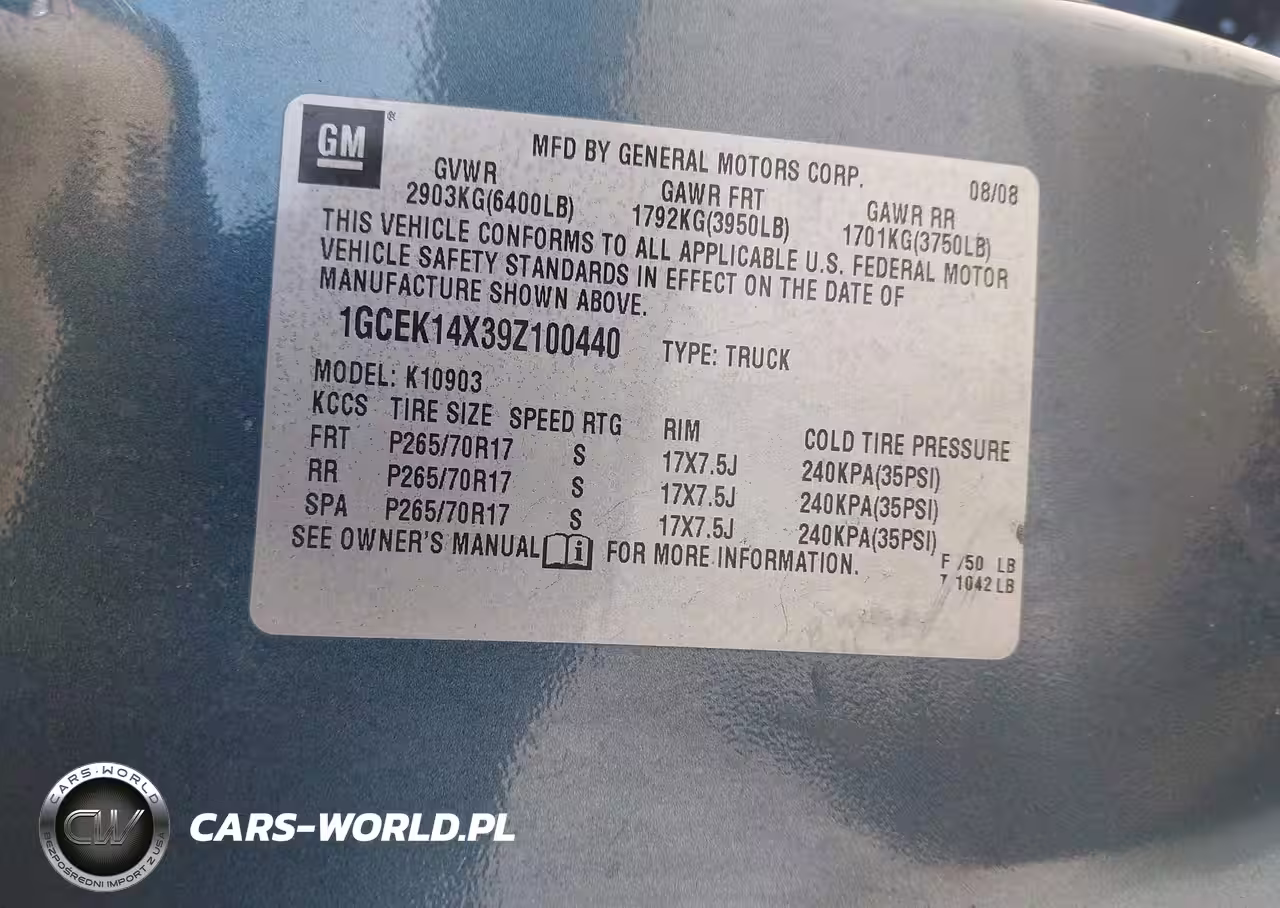 GM
MFD BY GENERAL MOTORS CORP. 08/08
GVWR GAWR FRT GAWR RR
2903KG(6400LB) 1792KG(3950LB) 1701KG(3750LB)
THIS VEHICLE CONFORMS TO ALL APPLICABLE U.S. FEDERAL MOTOR
VEHICLE SAFETY STANDARDS IN EFFECT ON THE DATE OF
MANUFACTURE SHOWN ABOVE.
1GCEK14X39Z100440 TYPE: TRUCK
MODEL: K10903
KCCS TIRE SIZE SPEED RTG RIM COLD TIRE PRESSURE
FRT P265/70R17 S 17X7.5J 240KPA(35PSI)
RR P265/70R17 S 17X7.5J 240KPA(35PSI)
SPA P265/70R17 S 17X7.5J 240KPA(35PSI)
SEE OWNER'S MANUAL FOR MORE INFORMATION.
F /50 LB
1042 LB
CARS-WORLD
CW
BEZPOŚREDNI IMPORT Z USA
CARS-WORLD.PL